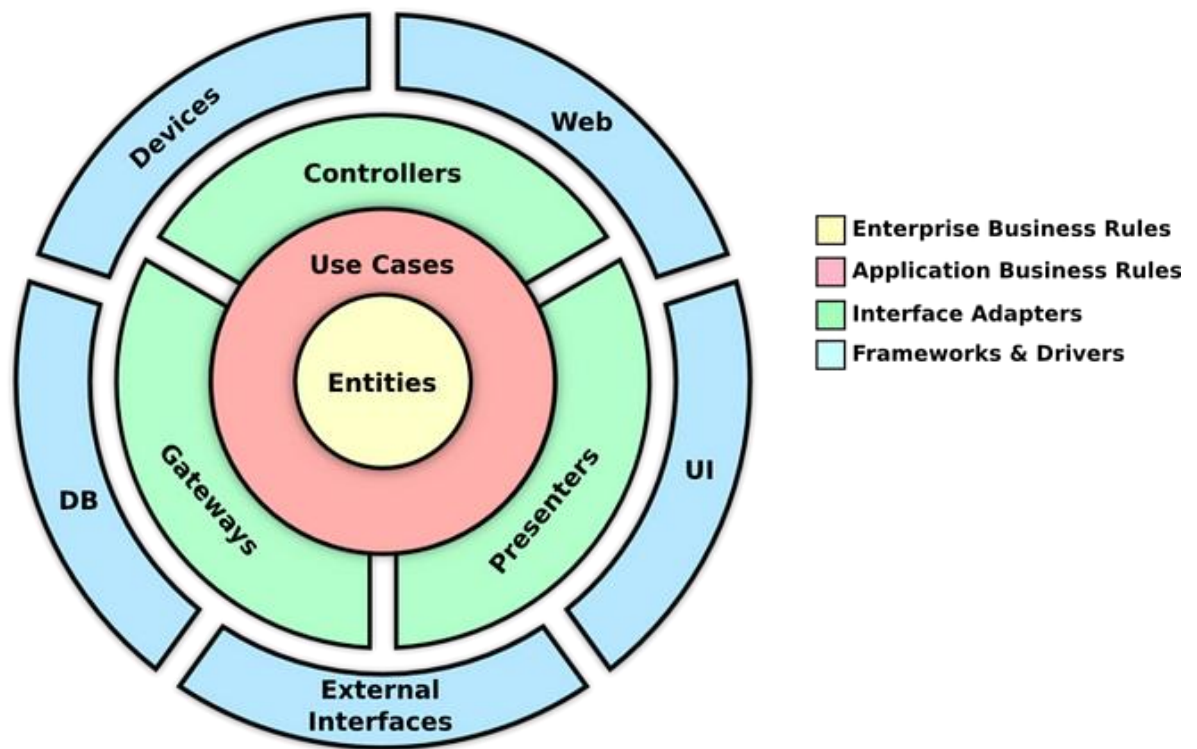 Devices
Web
Controllers
Use Cases
Entities
Gateways
Presenters
DB
UI
External
Interfaces
Enterprise Business Rules
Application Business Rules
Interface Adapters
Frameworks & Drivers